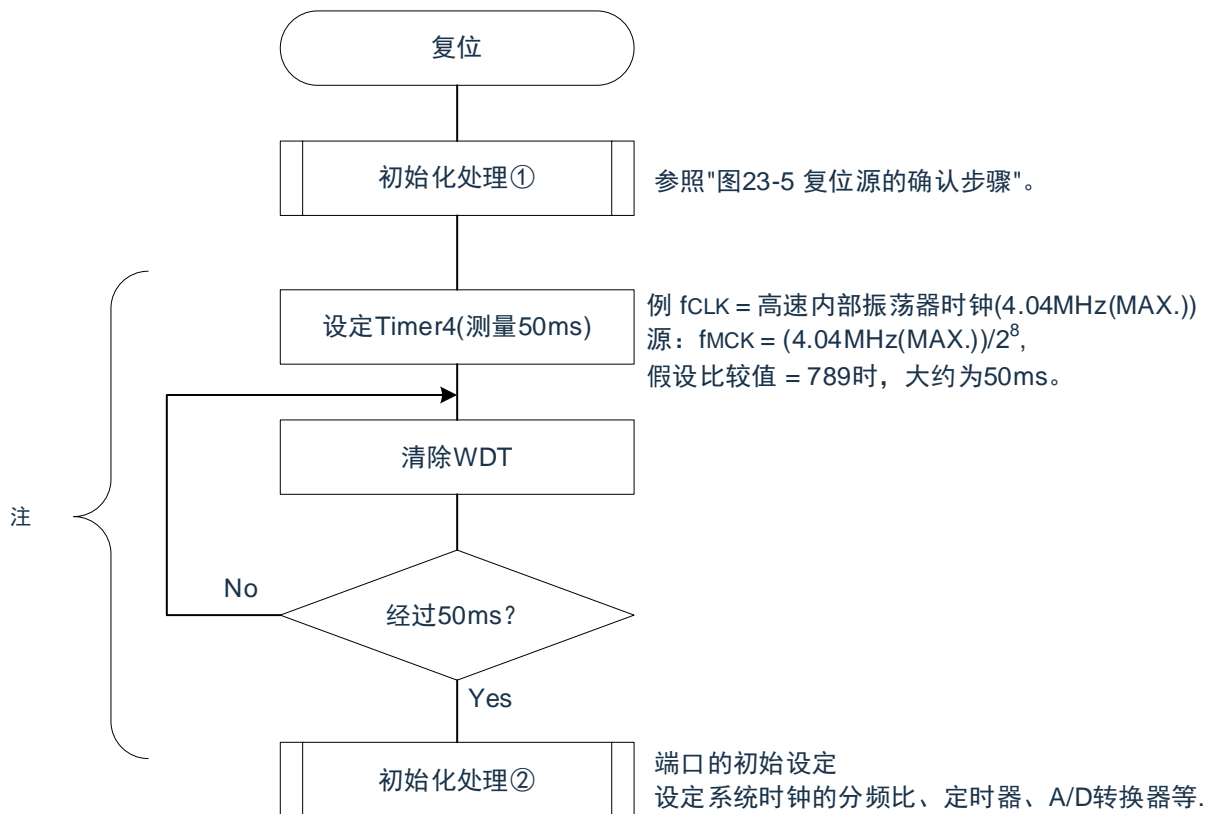 复位
初始化处理①
参照"图23-5 复位源的确认步骤"。
设定Timer4(测量50ms)
例 fCLK = 高速内部振荡器时钟(4.04MHz(MAX.))
源：fMCK = (4.04MHz(MAX.))/2⁸,
假设比较值 = 789时，大约为50ms。
清除WDT
注
No
经过50ms?
Yes
初始化处理②
端口的初始设定
设定系统时钟的分频比、定时器、A/D转换器等.